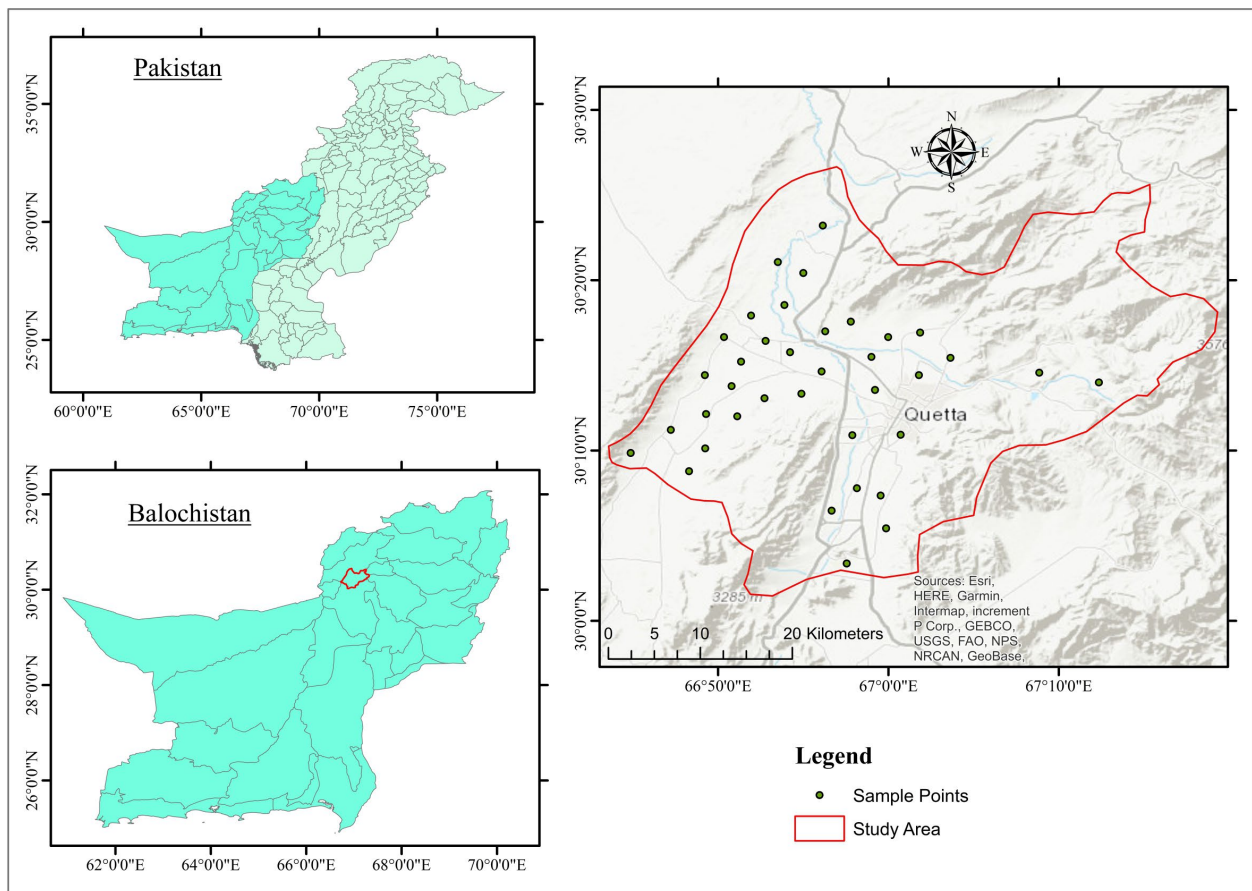 Pakistan
35°0'0"N
30°0'0"N
25°0'0"N
60°0'0"E
65°0'0"E
70°0'0"E
75°0'0"E
Balochistan
32°0'0"N
30°0'0"N
28°0'0"N
26°0'0"N
62°0'0"E
64°0'0"E
66°0'0"E
68°0'0"E
70°0'0"E
30°30'0"N
30°20'0"N
30°10'0"N
30°0'0"N
N
W
E
S
3576
Quetta
3285 m
Sources: Esri,
HERE, Garmin,
Intermap, increment
P Corp., GEBCO,
USGS, FAO, NPS,
NRCAN, GeoBase,
0 5 10 20 Kilometers
66°50'0"E
67°0'0"E
67°10'0"E
Legend
Sample Points
Study Area